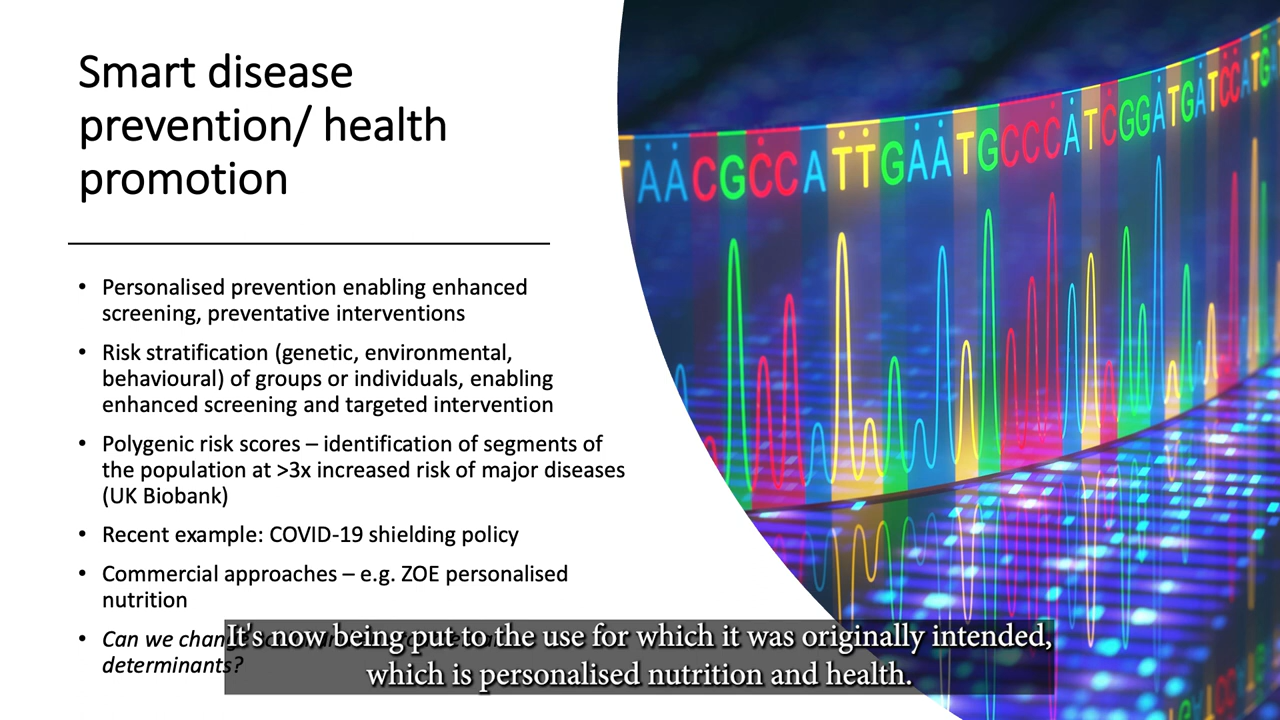 Smart disease
prevention/ health
promotion
• Personalised prevention enabling enhanced
screening, preventative interventions
• Risk stratification (genetic, environmental,
behavioural) of groups or individuals, enabling
enhanced screening and targeted intervention
• Polygenic risk scores – identification of segments of
the population at >3x increased risk of major diseases
(UK Biobank)
• Recent example: COVID-19 shielding policy
• Commercial approaches – e.g. ZOE personalised
nutrition
• Can we
determinants?
It's now being put to the use for which it was originally intended,
which is personalised nutrition and health.
TAACGCCATTGAATGCCCATCGGATGATCCATG